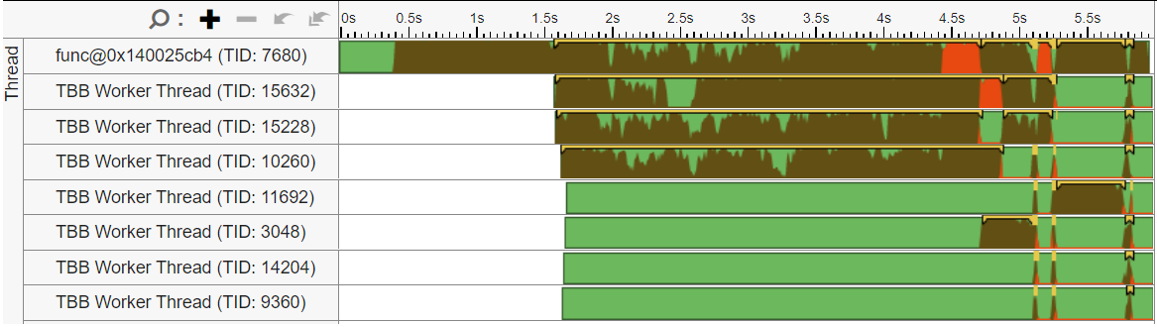 0s 0.5s 1s 1.5s 2s 2.5s 3s 3.5s 4s 4.5s 5s 5.5s
Thread
func@0x140025cb4 (TID: 7680)
TBB Worker Thread (TID: 15632)
TBB Worker Thread (TID: 15228)
TBB Worker Thread (TID: 10260)
TBB Worker Thread (TID: 11692)
TBB Worker Thread (TID: 3048)
TBB Worker Thread (TID: 14204)
TBB Worker Thread (TID: 9360)